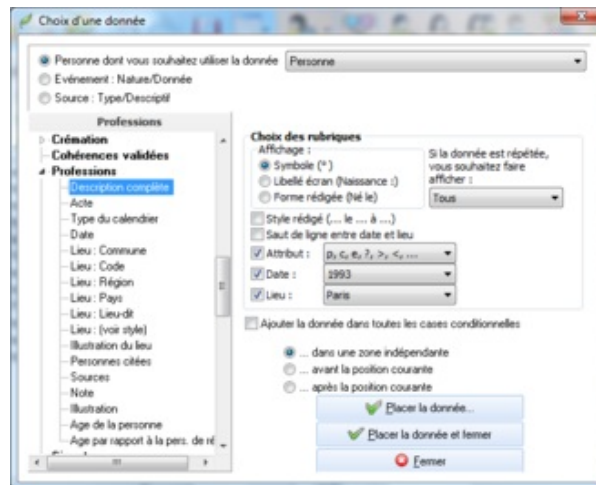 Choix d'une donnée
Personne dont vous souhaitez utiliser la donnée Personne
Evénement : Nature/Donnée
Source : Type/Descriptif
Professions
Crémation
Cohérences validées
Professions
Description complète
Acte
Type du calendrier
Date
Lieu : Commune
Lieu : Code
Lieu : Région
Lieu : Pays
Lieu : Lieu-dit
Lieu : (voir style)
Illustration du lieu
Personnes citées
Sources
Note
Illustration
Age de la personne
Age par rapport à la pers. de ré
Choix des rubriques
Affichage :
Symbole (*)
Libellé écran (Naissance :)
Forme rédigée (Né le)
Si la donnée est répétée,
vous souhaitez faire
afficher :
Tous
Style rédigé (... le ... à ...)
Saut de ligne entre date et lieu
Attribut : p, c, e, ?, >, <, ...
Date : 1993
Lieu : Paris
Ajouter la donnée dans toutes les cases conditionnelles
... dans une zone indépendante
... avant la position courante
... après la position courante
Placer la donnée...
Placer la donnée et fermer
Fermer